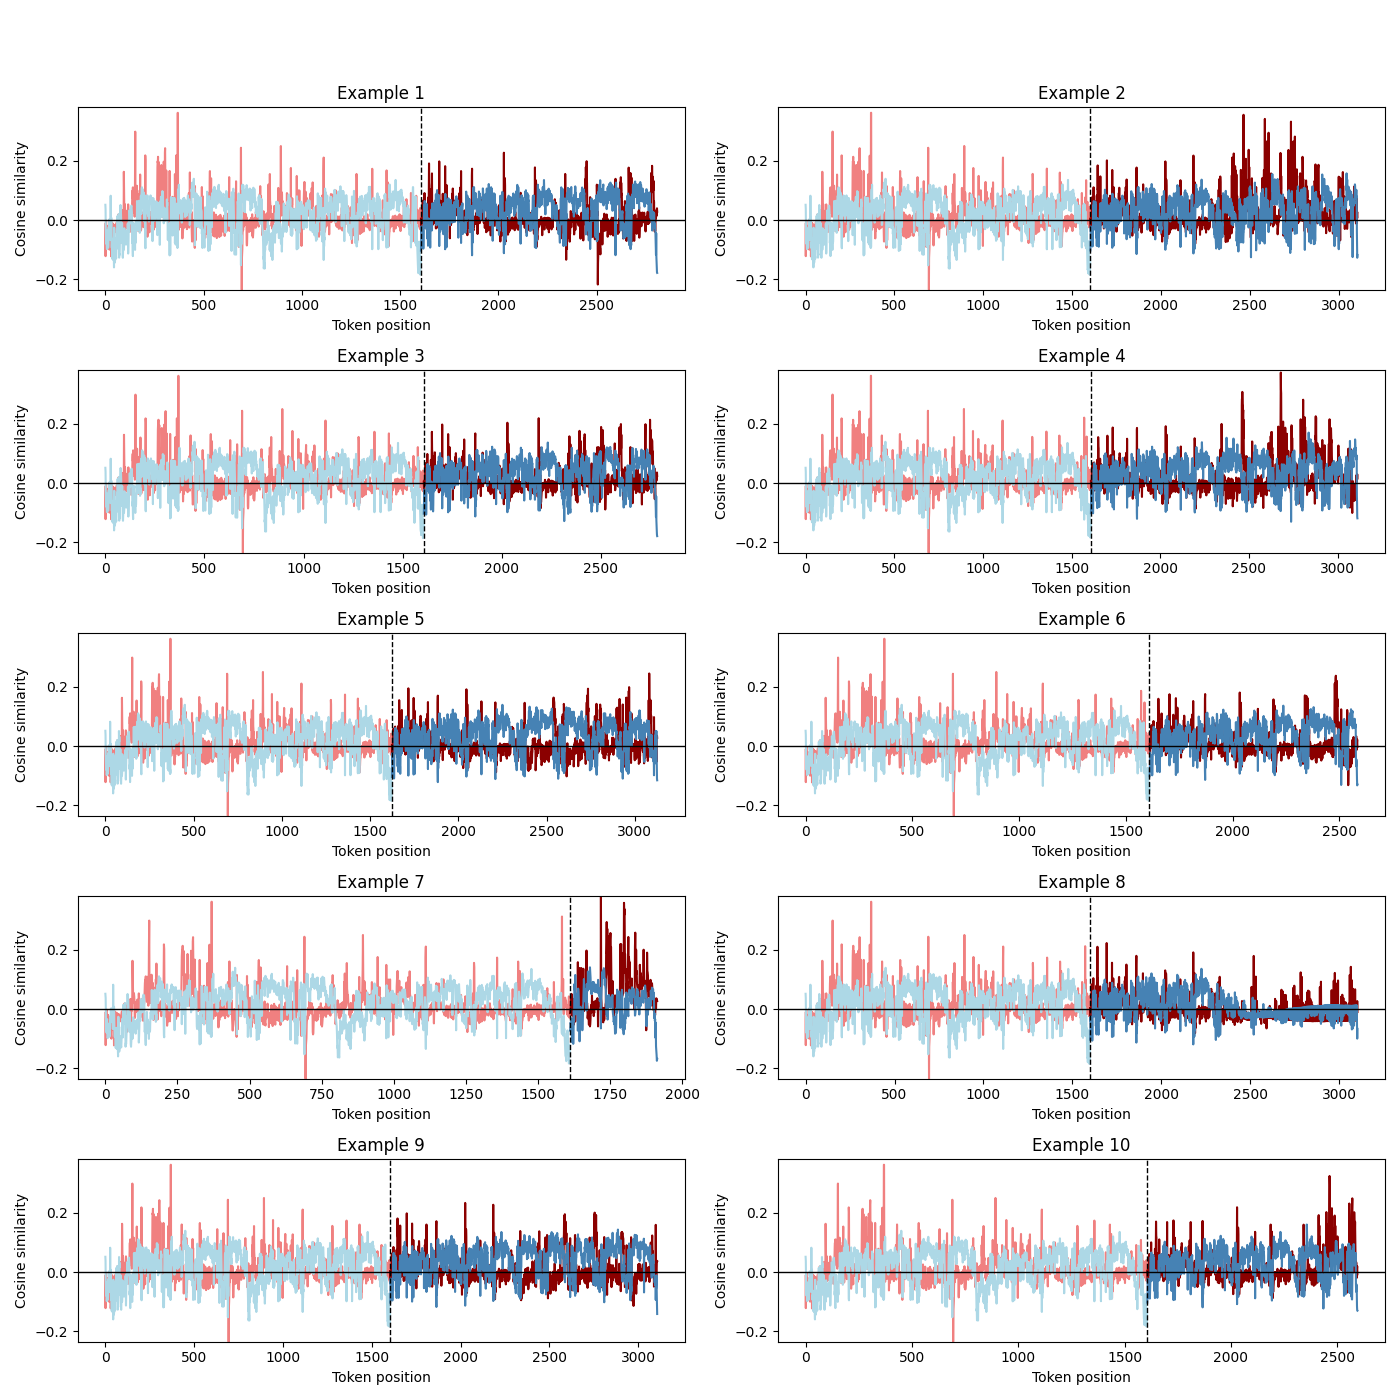 Example 1
Cosine similarity
0.2
0.0
−0.2
0 500 1000 1500 2000 2500
Token position
Example 2
Cosine similarity
0.2
0.0
−0.2
0 500 1000 1500 2000 2500 3000
Token position
Example 3
Cosine similarity
0.2
0.0
−0.2
0 500 1000 1500 2000 2500
Token position
Example 4
Cosine similarity
0.2
0.0
−0.2
0 500 1000 1500 2000 2500 3000
Token position
Example 5
Cosine similarity
0.2
0.0
−0.2
0 500 1000 1500 2000 2500 3000
Token position
Example 6
Cosine similarity
0.2
0.0
−0.2
0 500 1000 1500 2000 2500
Token position
Example 7
Cosine similarity
0.2
0.0
−0.2
0 250 500 750 1000 1250 1500 1750 2000
Token position
Example 8
Cosine similarity
0.2
0.0
−0.2
0 500 1000 1500 2000 2500 3000
Token position
Example 9
Cosine similarity
0.2
0.0
−0.2
0 500 1000 1500 2000 2500 3000
Token position
Example 10
Cosine similarity
0.2
0.0
−0.2
0 500 1000 1500 2000 2500
Token position